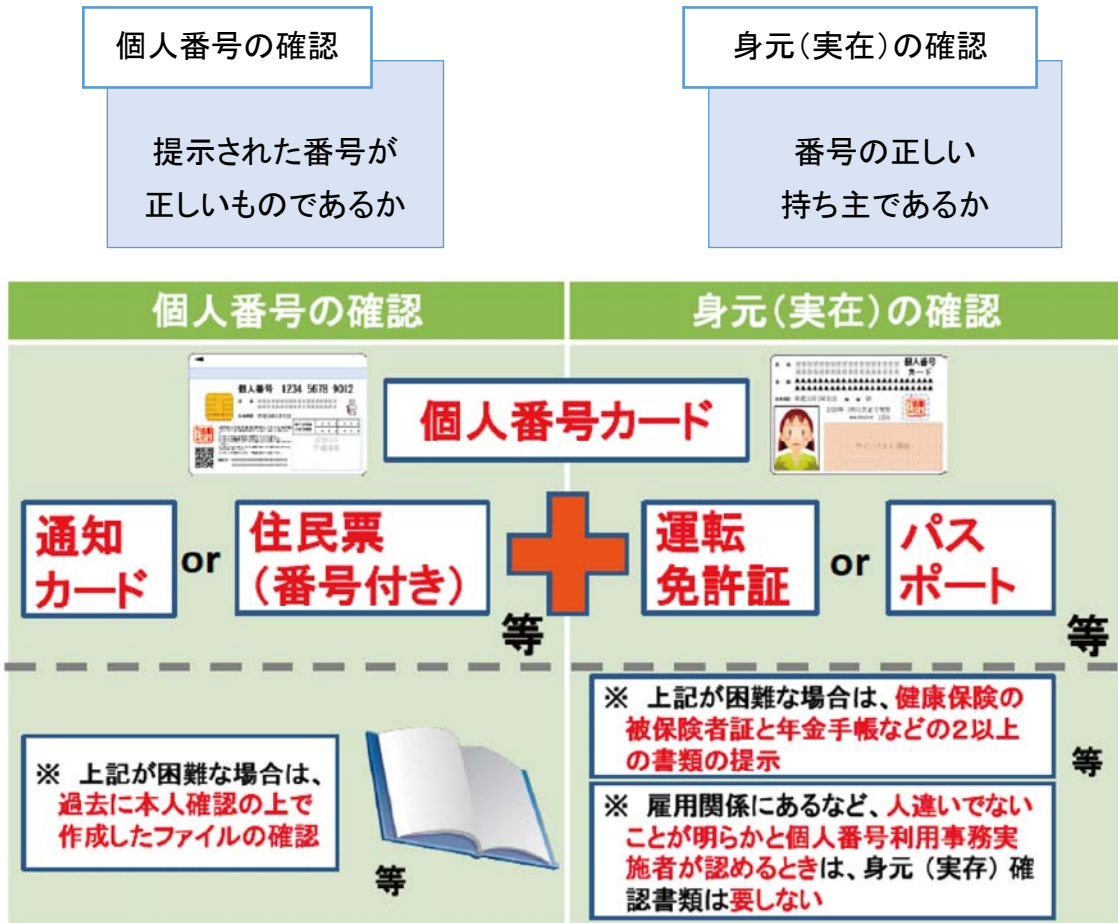 個人番号の確認
提示された番号が
正しいものであるか
身元(実在)の確認
番号の正しい
持ち主であるか
個人番号の確認
身元(実在)の確認
個人番号 1234 5678 9012
個人番号カード
個人番号
カード
通知
カード
or
住民票
(番号付き)
等
運転
免許証
or
パス
ポート
等
※ 上記が困難な場合は、
過去に本人確認の上で
作成したファイルの確認
等
※ 上記が困難な場合は、健康保険の
被保険者証と年金手帳などの2以上
の書類の提示
等
※ 雇用関係にあるなど、人違いでない
ことが明らかと個人番号利用事務実
施者が認めるときは、身元(実存)確
認書類は要しない